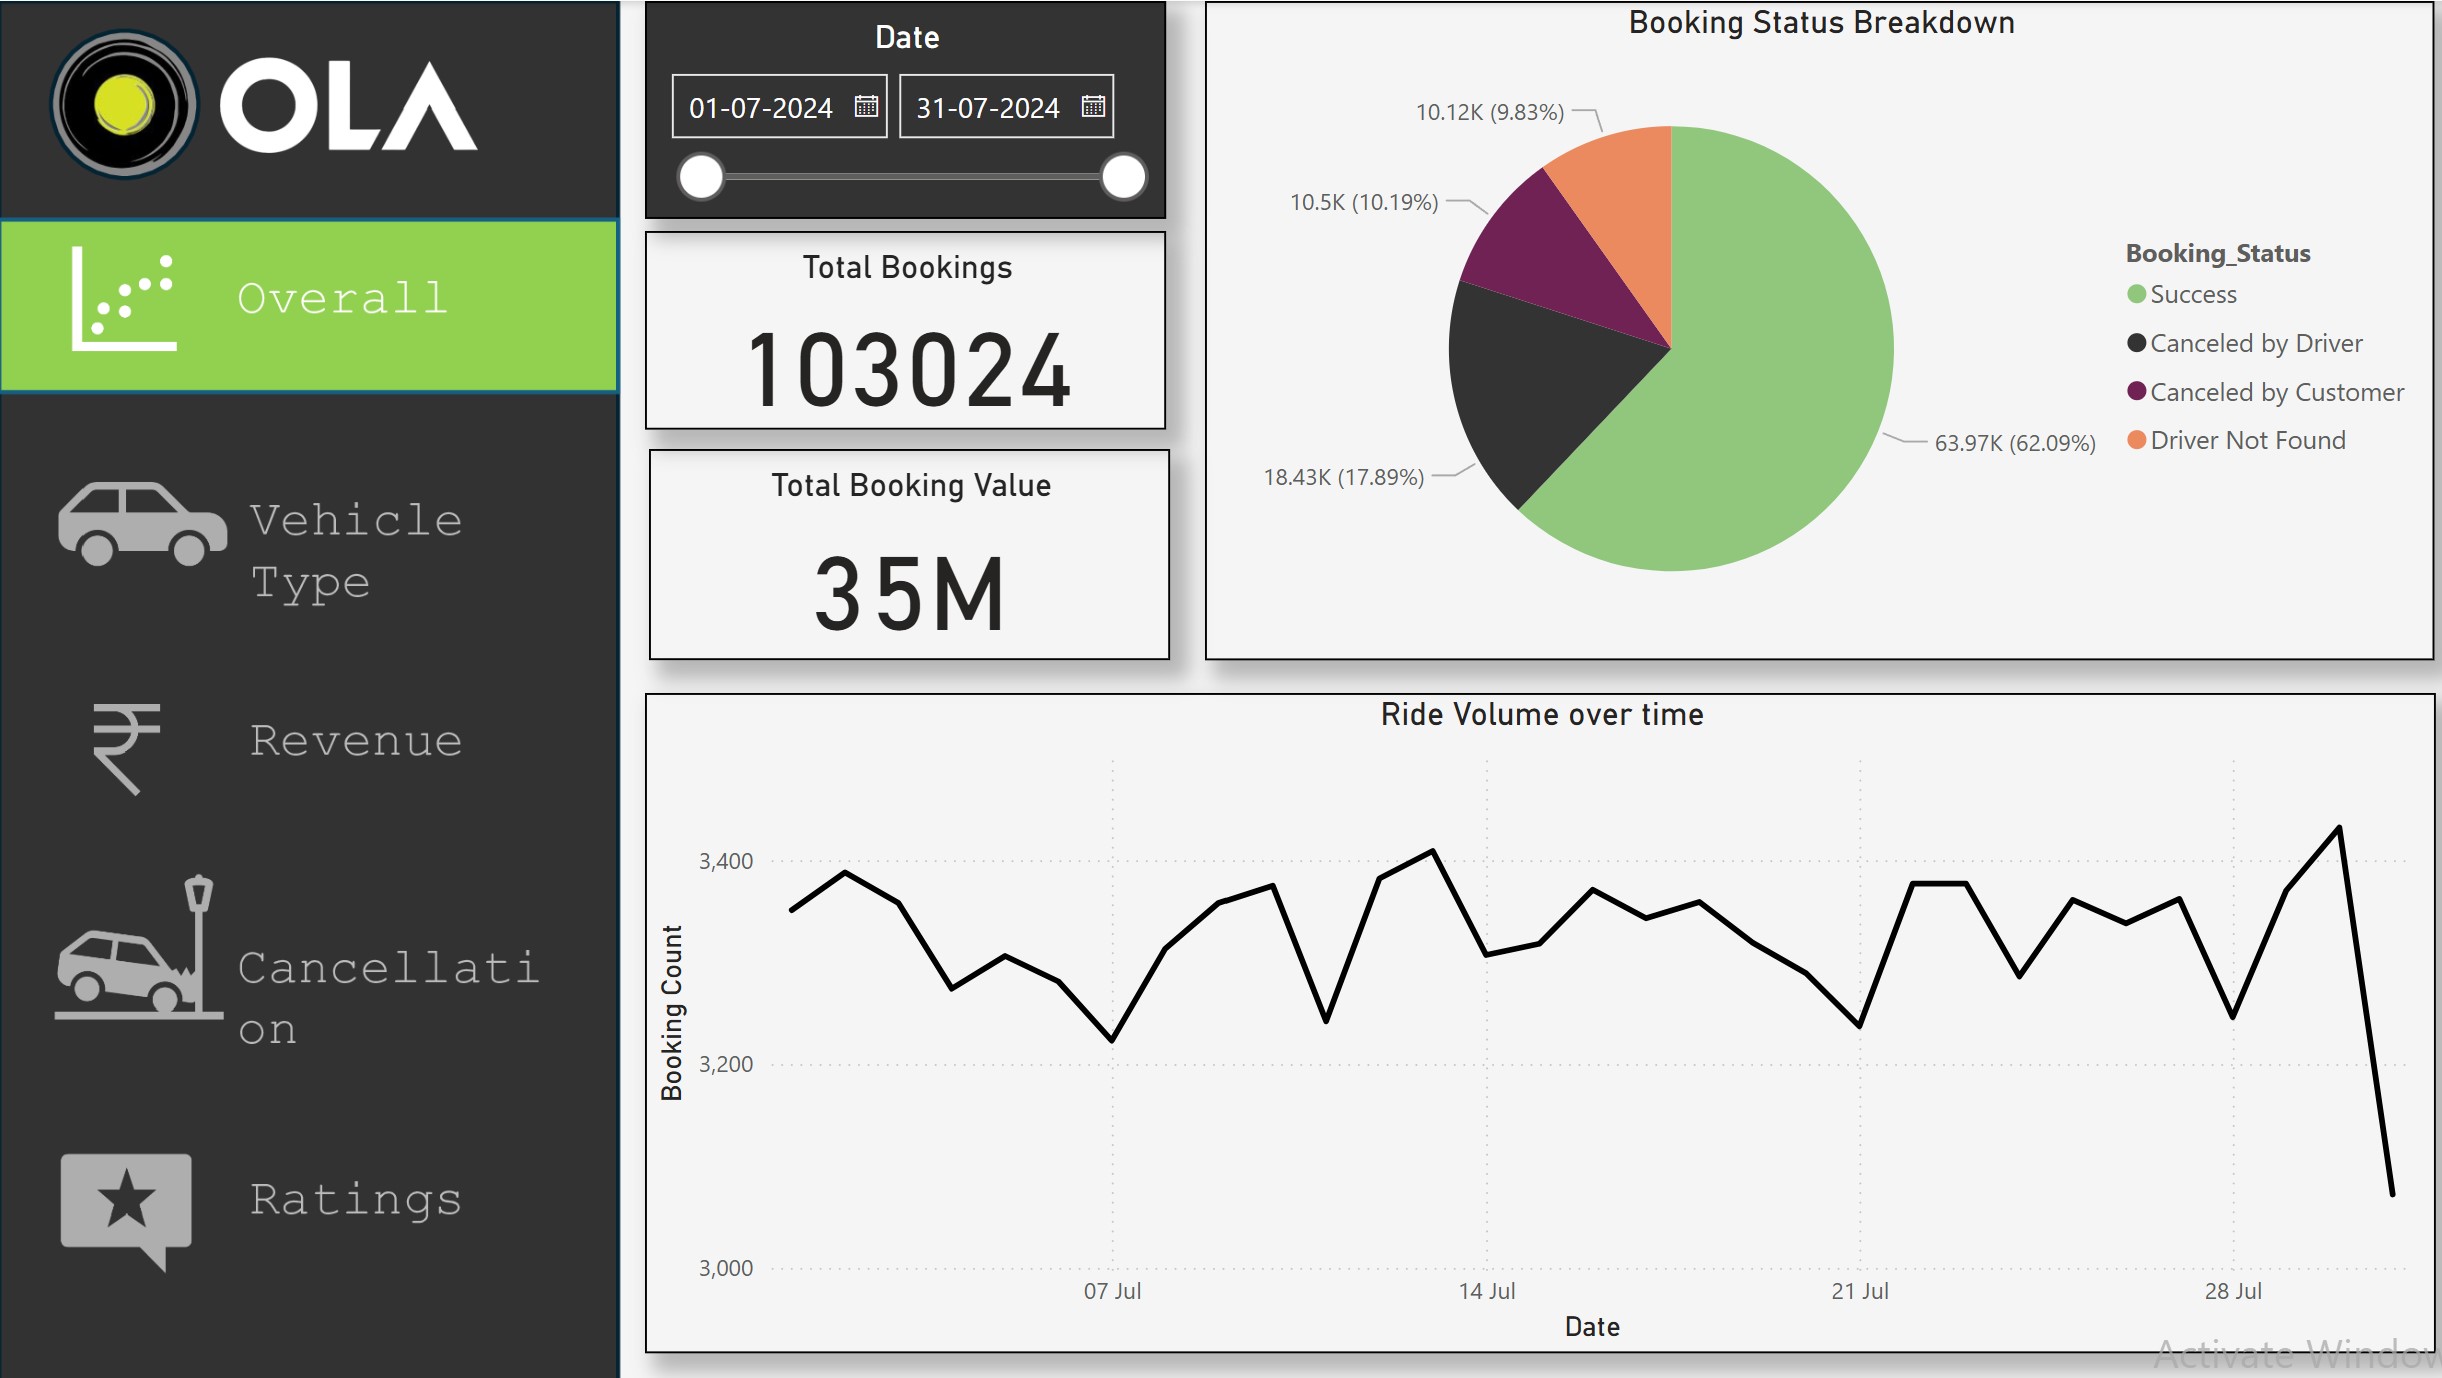 OLA
Overall
Vehicle
Type
Revenue
Cancellati
on
Ratings
Date
01-07-2024
31-07-2024
Total Bookings
103024
Total Booking Value
35M
Booking Status Breakdown
10.12K (9.83%)
10.5K (10.19%)
18.43K (17.89%)
63.97K (62.09%)
Booking_Status
Success
Canceled by Driver
Canceled by Customer
Driver Not Found
Ride Volume over time
Booking Count
3,400
3,200
3,000
07 Jul
14 Jul
21 Jul
28 Jul
Date
Activate Window